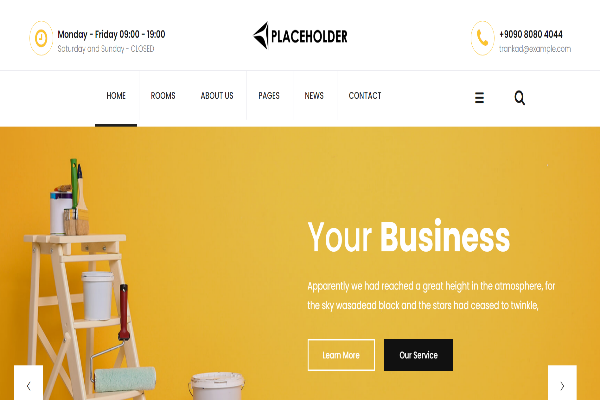 Monday - Friday 09:00 - 19:00
Saturday and Sunday - CLOSED
PLACEHOLDER
+9090 8080 4044
trankad@example.com
HOME ROOMS ABOUT US PAGES NEWS CONTACT
Your Business
Apparently we had reached a great height in the atmosphere, for
the sky wasadead black and the stars had ceased to twinkle,
Learn More Our Service